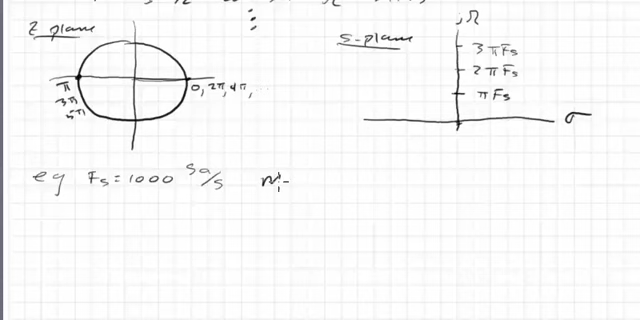 Z plane
0, 2π, 4π, ...
π
3π
5π
s-plane
jΩ
3πFs
2πFs
πFs
σ
eg Fs = 1000 Sa/s